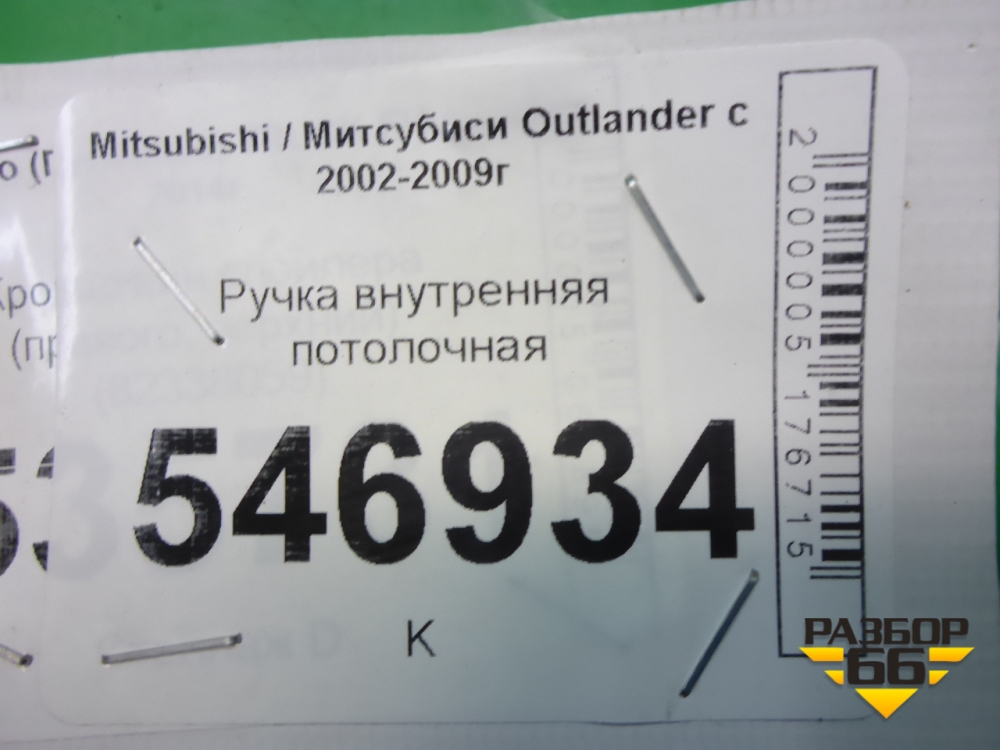 Mitsubishi / Митсубиси Outlander с
2002-2009г
Ручка внутренняя
потолочная
546934
К
2000005176715
РАЗБОР
66